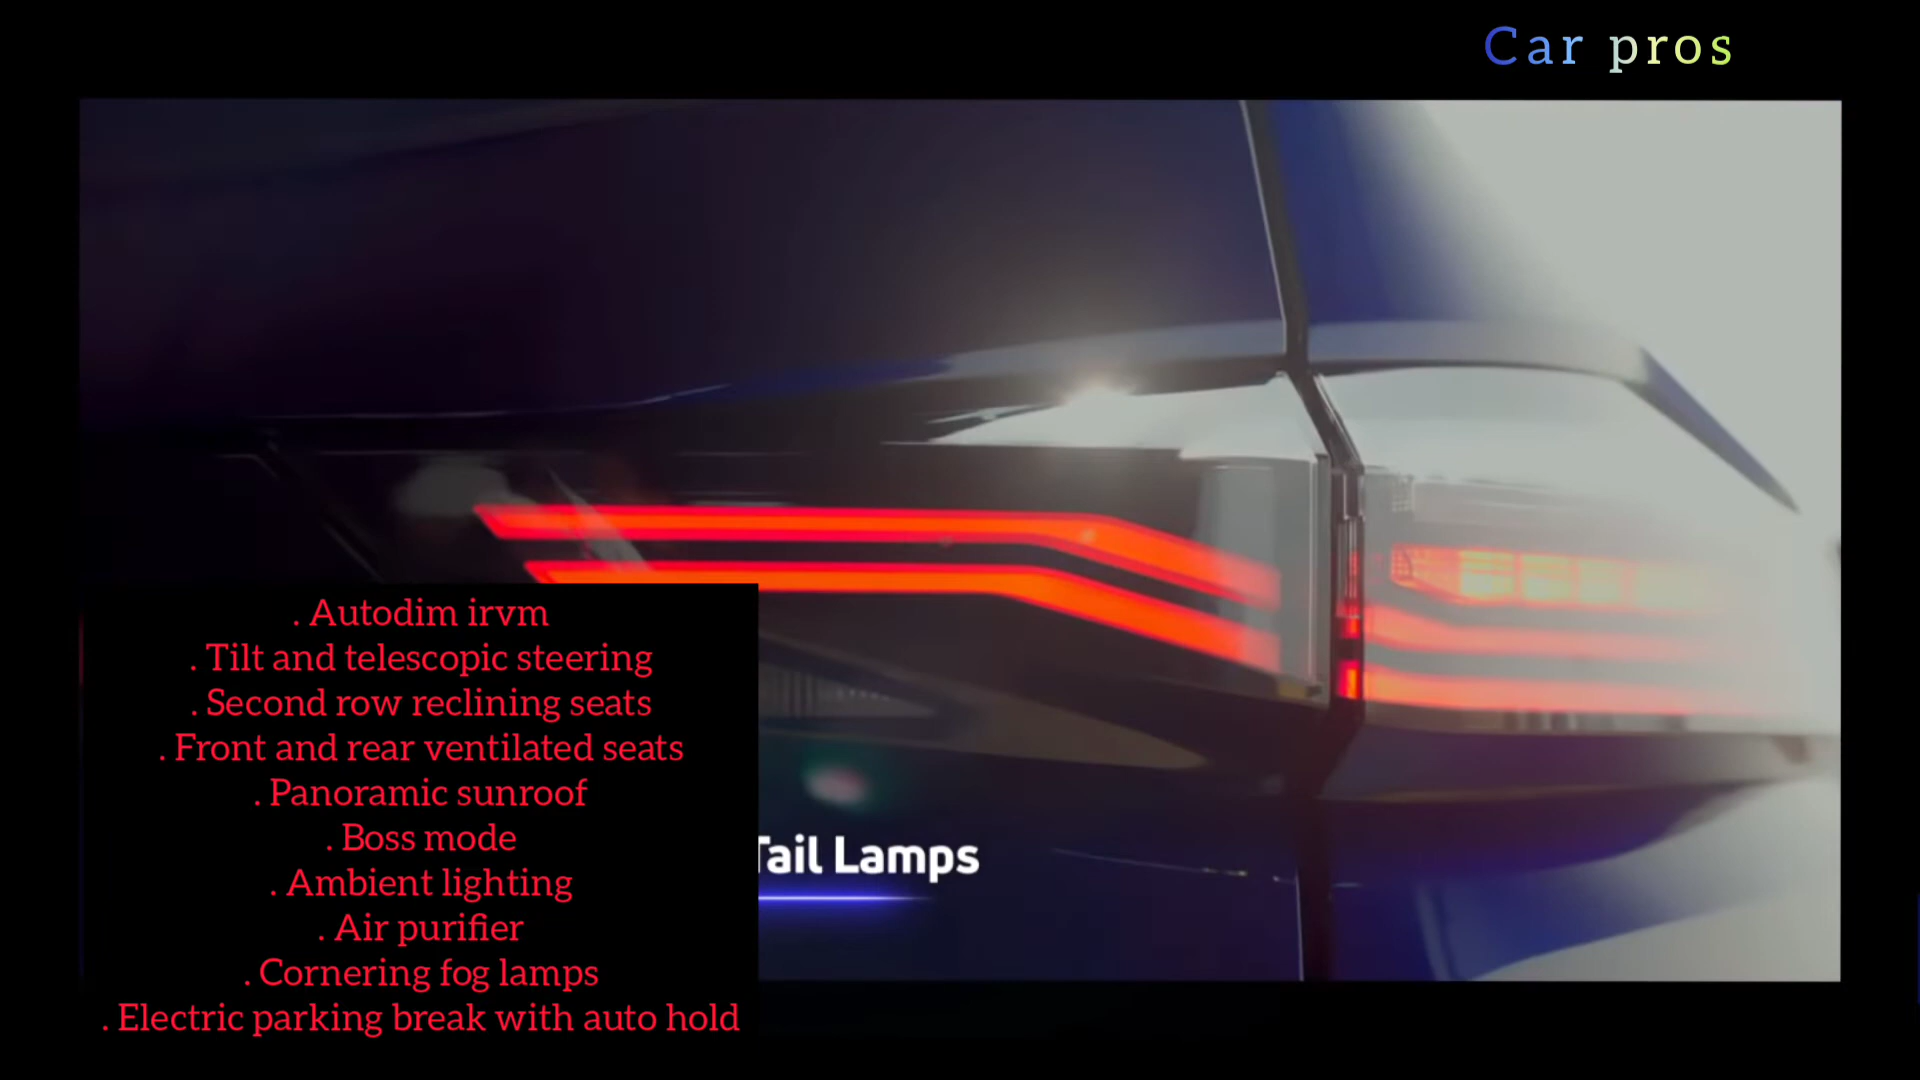 Car pros
. Autodim irvm
. Tilt and telescopic steering
. Second row reclining seats
. Front and rear ventilated seats
. Panoramic sunroof
. Boss mode
. Ambient lighting
. Air purifier
. Cornering fog lamps
. Electric parking break with auto hold
Tail Lamps